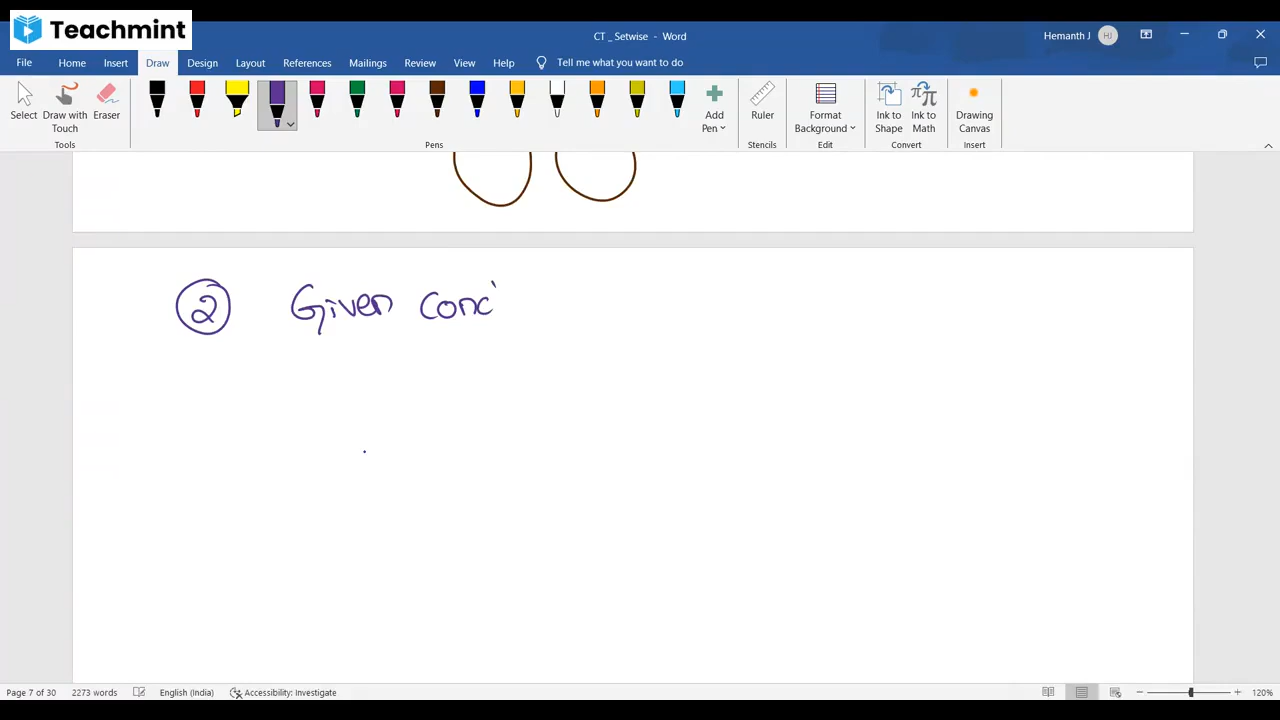 Teachmint
CT _ Setwise - Word
Hemanth J HJ
File Home Insert Draw Design Layout References Mailings Review View Help Tell me what you want to do
Select Draw with Touch Eraser
Add Pen Ruler Format Background Ink to Shape Ink to Math Drawing Canvas
Tools Pens Stencils Edit Convert Insert
2 Given conc
Page 7 of 30 2273 words English (India) Accessibility: Investigate 120%